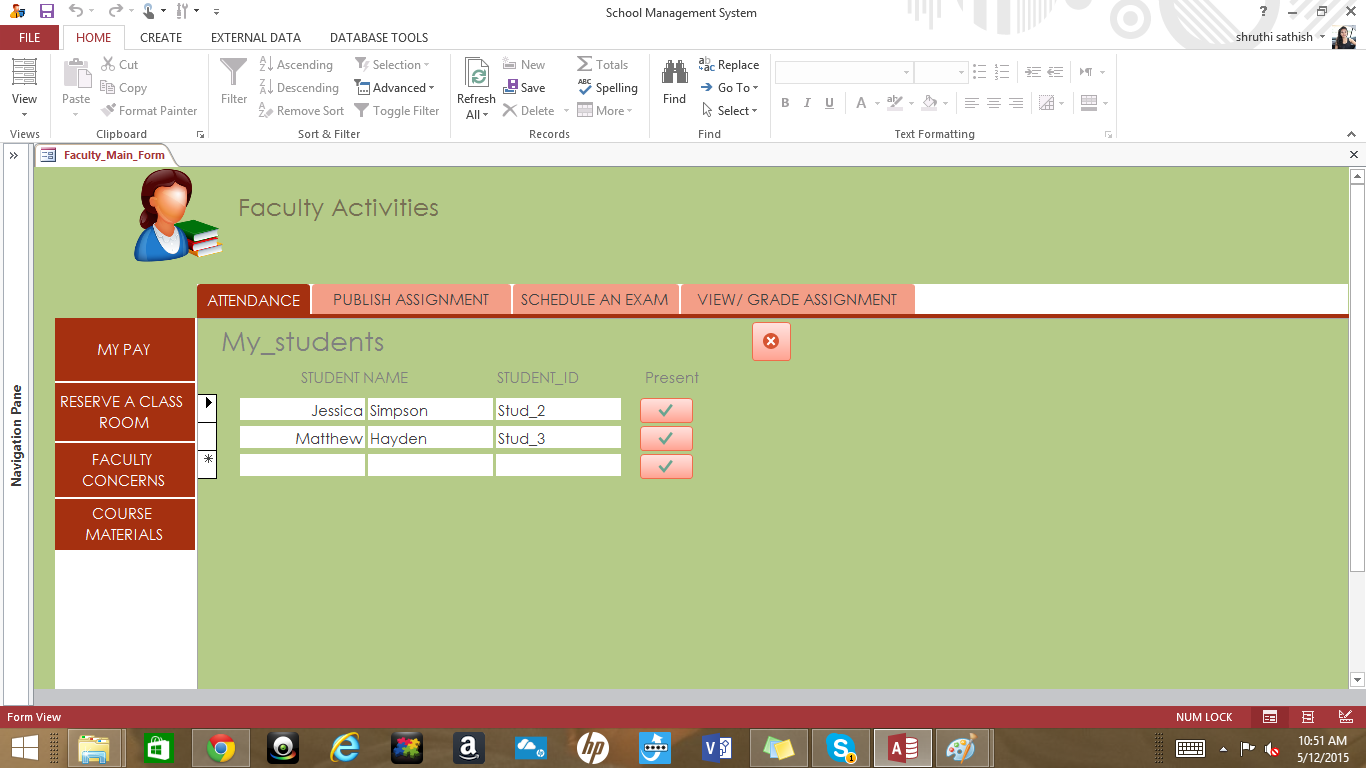 School Management System
?
FILE HOME CREATE EXTERNAL DATA DATABASE TOOLS
shruthi sathish
View
Views
Paste
Cut
Copy
Format Painter
Clipboard
Filter
Ascending
Descending
Remove Sort
Selection
Advanced
Toggle Filter
Sort & Filter
Refresh
All
New
Save
Delete
Totals
Spelling
More
Records
Find
Replace
Go To
Select
Find
B I U A
Text Formatting
Faculty_Main_Form
Navigation Pane
Faculty Activities
ATTENDANCE PUBLISH ASSIGNMENT SCHEDULE AN EXAM VIEW/ GRADE ASSIGNMENT
MY PAY
RESERVE A CLASS
ROOM
FACULTY
CONCERNS
COURSE
MATERIALS
My_students
STUDENT NAME STUDENT_ID Present
Jessica Simpson Stud_2
Matthew Hayden Stud_3
Form View
NUM LOCK
10:51 AM
5/12/2015